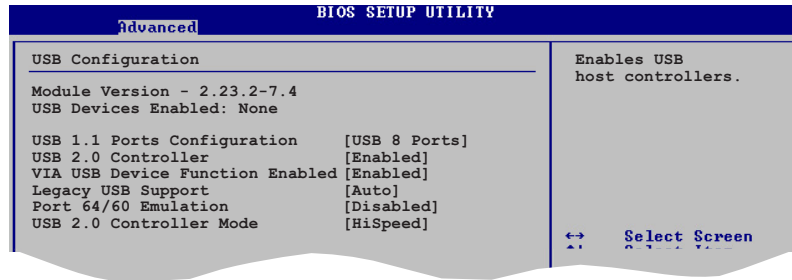 BIOS SETUP UTILITY
Advanced
USB Configuration
Module Version - 2.23.2-7.4
USB Devices Enabled: None
USB 1.1 Ports Configuration [USB 8 Ports]
USB 2.0 Controller [Enabled]
VIA USB Device Function Enabled [Enabled]
Legacy USB Support [Auto]
Port 64/60 Emulation [Disabled]
USB 2.0 Controller Mode [HiSpeed]
Enables USB
host controllers.
←→ Select Screen